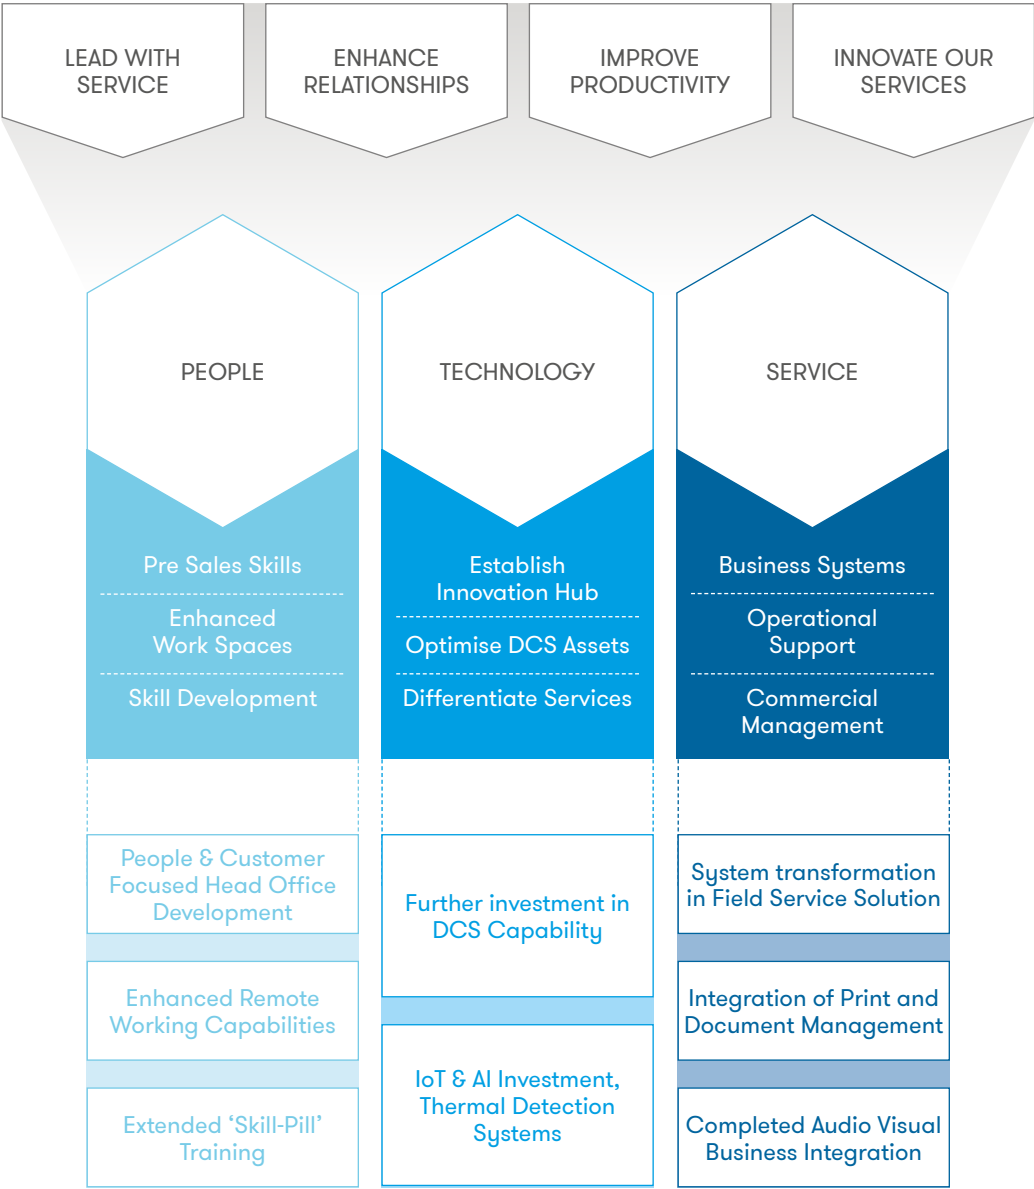 LEAD WITH
SERVICE
ENHANCE
RELATIONSHIPS
IMPROVE
PRODUCTIVITY
INNOVATE OUR
SERVICES
PEOPLE
TECHNOLOGY
SERVICE
Pre Sales Skills
Enhanced
Work Spaces
Skill Development
Establish
Innovation Hub
Optimise DCS Assets
Differentiate Services
Business Systems
Operational
Support
Commercial
Management
People & Customer
Focused Head Office
Development
Enhanced Remote
Working Capabilities
Extended ‘Skill-Pill’
Training
Further investment in
DCS Capability
IoT & AI Investment,
Thermal Detection
Systems
System transformation
in Field Service Solution
Integration of Print and
Document Management
Completed Audio Visual
Business Integration